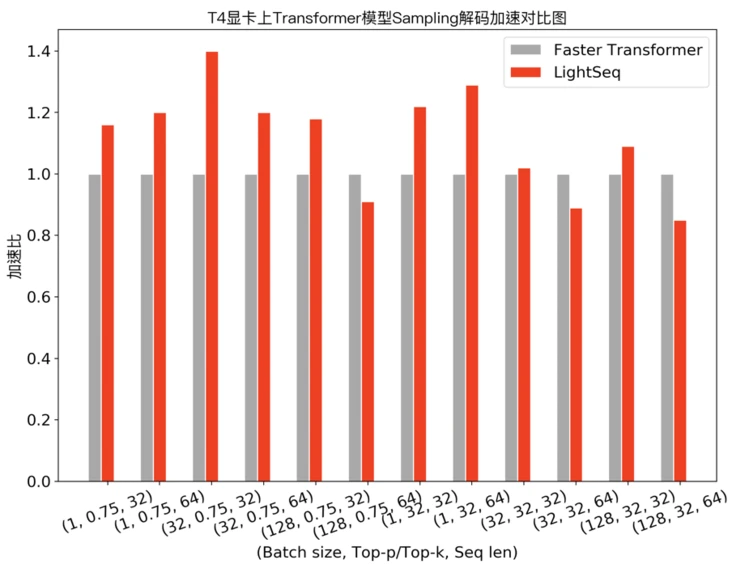 T4显卡上Transformer模型Sampling解码加速对比图
Faster Transformer
LightSeq
加速比
1.4
1.2
1.0
0.8
0.6
0.4
0.2
0.0
(1, 0.75, 32)
(1, 0.75, 64)
(32, 0.75, 32)
(32, 0.75, 64)
(128, 0.75, 32)
(128, 0.75, 64)
(1, 32, 32)
(1, 32, 64)
(32, 32, 32)
(32, 32, 64)
(128, 32, 32)
(128, 32, 64)
(Batch size, Top-p/Top-k, Seq len)